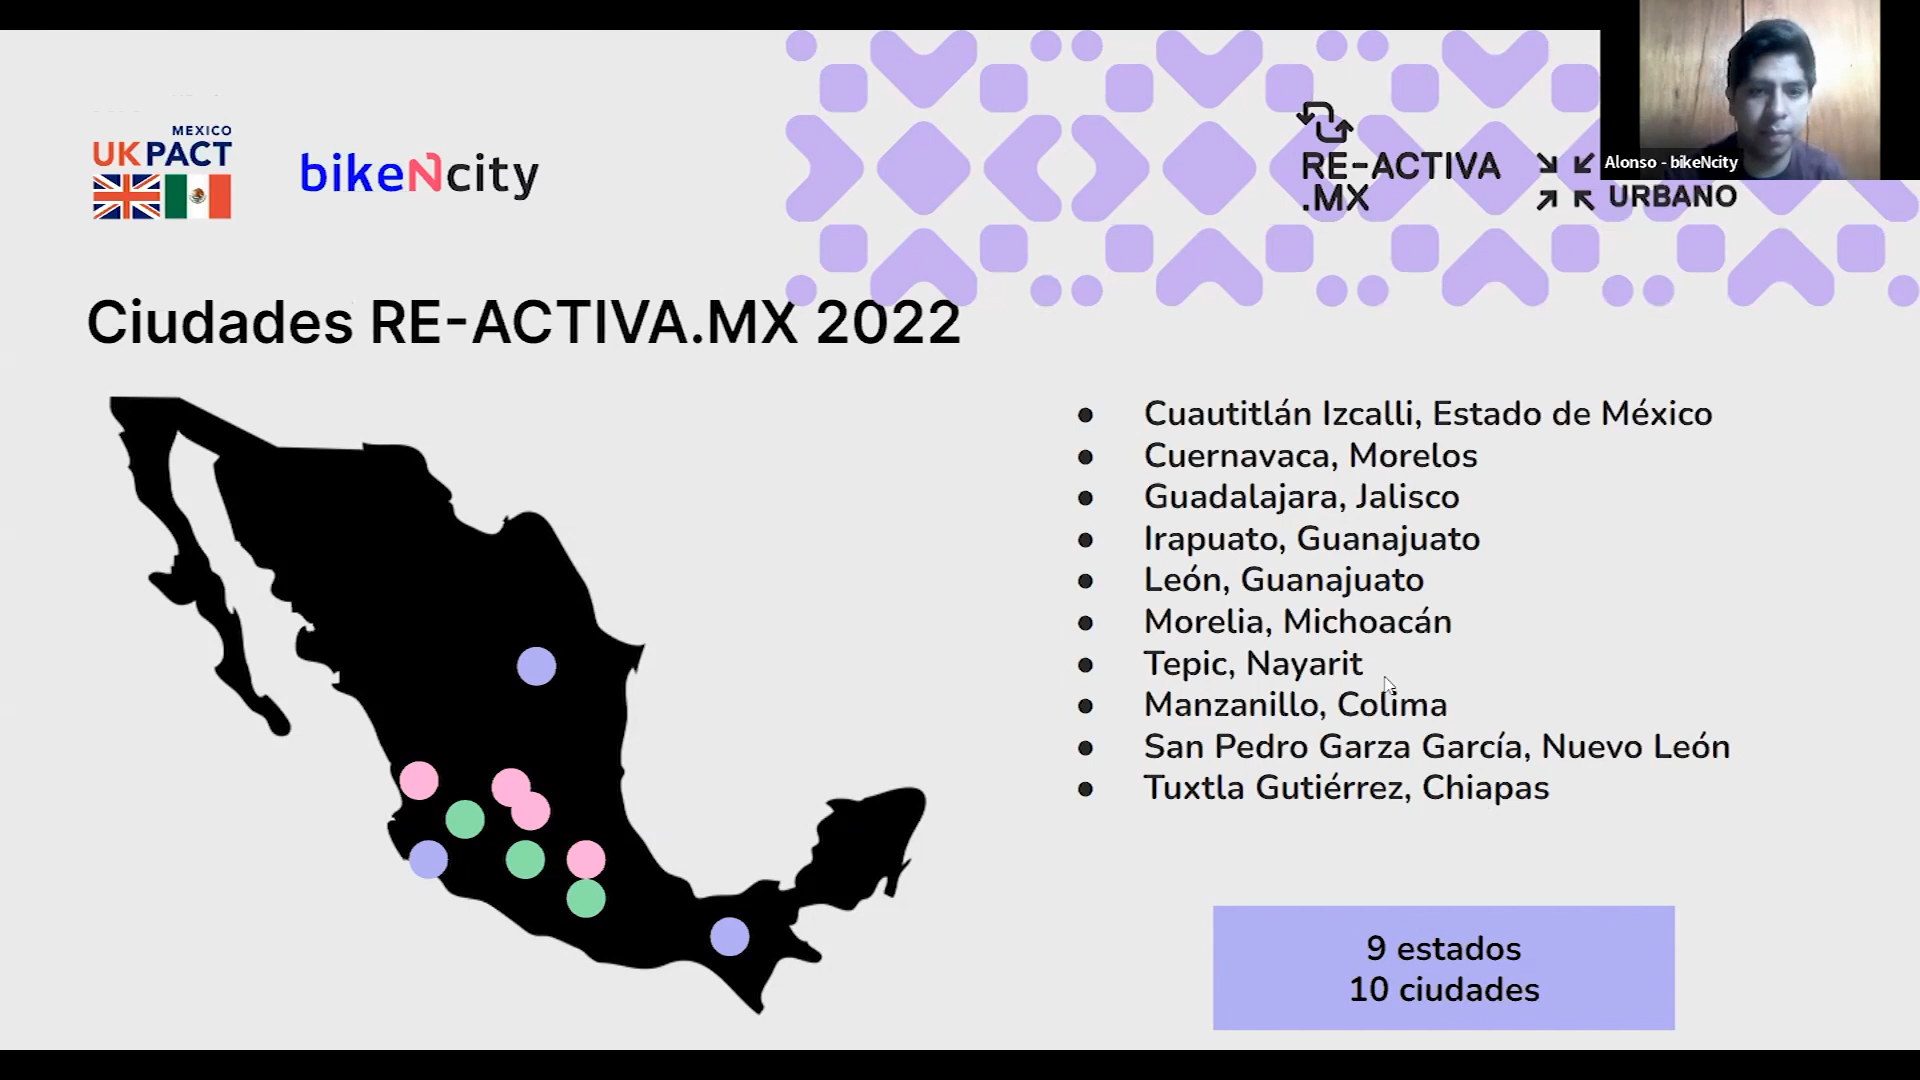 MEXICO
UKPACT
bikeNcity
RE-ACTIVA
.MX
URBANO
Alonso - bikeNcity
Ciudades RE-ACTIVA.MX 2022
● Cuautitlán Izcalli, Estado de México
● Cuernavaca, Morelos
● Guadalajara, Jalisco
● Irapuato, Guanajuato
● León, Guanajuato
● Morelia, Michoacán
● Tepic, Nayarit
● Manzanillo, Colima
● San Pedro Garza García, Nuevo León
● Tuxtla Gutiérrez, Chiapas
9 estados
10 ciudades